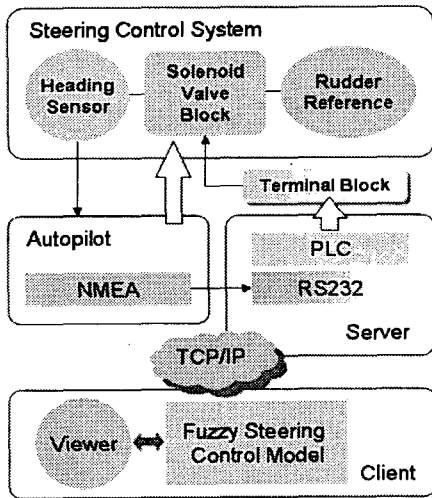 Steering Control System
Heading
Sensor
Solenoid
Valve
Block
Rudder
Reference
Terminal Block
Autopilot
NMEA
PLC
RS232
Server
TCP/IP
Viewer
Fuzzy Steering
Control Model
Client